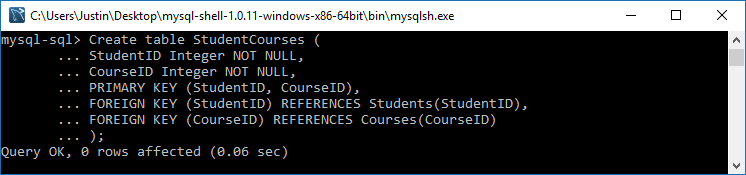 C:\Users\Justin\Desktop\mysql-shell-1.0.11-windows-x86-64bit\bin\mysqlsh.exe
mysql-sql> Create table StudentCourses (
       ... StudentID Integer NOT NULL,
       ... CourseID Integer NOT NULL,
       ... PRIMARY KEY (StudentID, CourseID),
       ... FOREIGN KEY (StudentID) REFERENCES Students(StudentID),
       ... FOREIGN KEY (CourseID) REFERENCES Courses(CourseID)
       ... );
Query OK, 0 rows affected (0.06 sec)